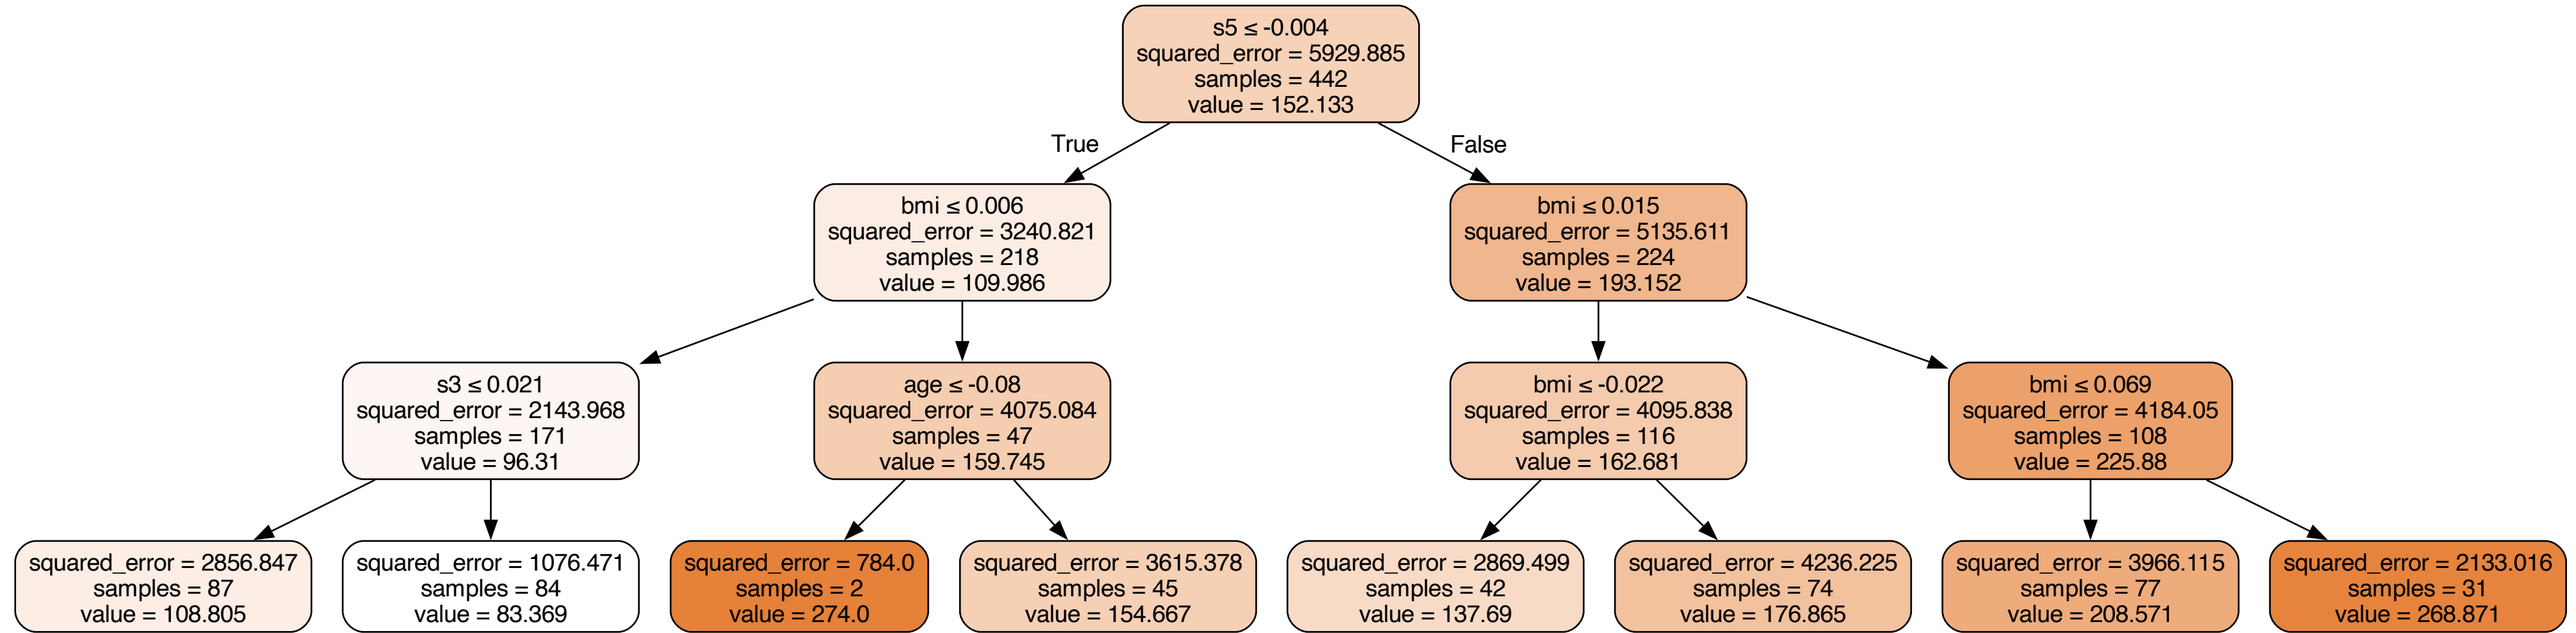 s5 ≤ -0.004
squared_error = 5929.885
samples = 442
value = 152.133
True
False
bmi ≤ 0.006
squared_error = 3240.821
samples = 218
value = 109.986
bmi ≤ 0.015
squared_error = 5135.611
samples = 224
value = 193.152
s3 ≤ 0.021
squared_error = 2143.968
samples = 171
value = 96.31
age ≤ -0.08
squared_error = 4075.084
samples = 47
value = 159.745
bmi ≤ -0.022
squared_error = 4095.838
samples = 116
value = 162.681
bmi ≤ 0.069
squared_error = 4184.05
samples = 108
value = 225.88
squared_error = 2856.847
samples = 87
value = 108.805
squared_error = 1076.471
samples = 84
value = 83.369
squared_error = 784.0
samples = 2
value = 274.0
squared_error = 3615.378
samples = 45
value = 154.667
squared_error = 2869.499
samples = 42
value = 137.69
squared_error = 4236.225
samples = 74
value = 176.865
squared_error = 3966.115
samples = 77
value = 208.571
squared_error = 2133.016
samples = 31
value = 268.871